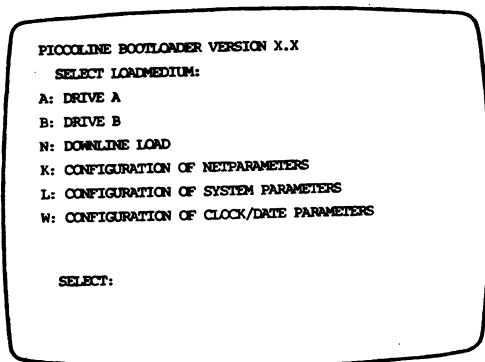 PICCOLINE BOOTLOADER VERSION X.X
SELECT LOADMEDIUM:
A: DRIVE A
B: DRIVE B
N: DOWNLINE LOAD
K: CONFIGURATION OF NETPARAMETERS
L: CONFIGURATION OF SYSTEM PARAMETERS
W: CONFIGURATION OF CLOCK/DATE PARAMETERS
SELECT: